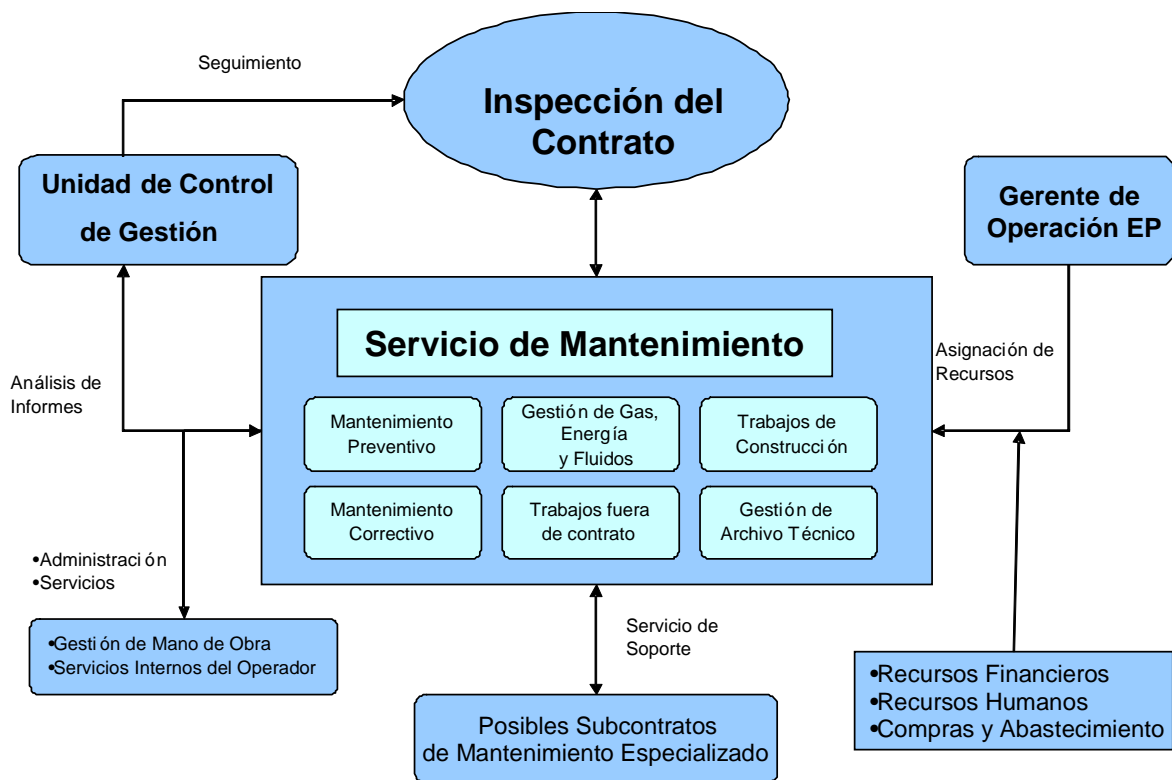 Seguimiento
Inspección del
Contrato
Unidad de Control
de Gestión
Gerente de
Operación EP
Servicio de Mantenimiento
Análisis de
Informes
Asignación de
Recursos
Mantenimiento
Preventivo
Gestión de Gas,
Energía
y Fluidos
Trabajos de
Construcción
Mantenimiento
Correctivo
Trabajos fuera
de contrato
Gestión de
Archivo Técnico
•Administración
•Servicios
•Gestión de Mano de Obra
•Servicios Internos del Operador
Servicio de
Soporte
•Recursos Financieros
•Recursos Humanos
•Compras y Abastecimiento
Posibles Subcontratos
de Mantenimiento Especializado